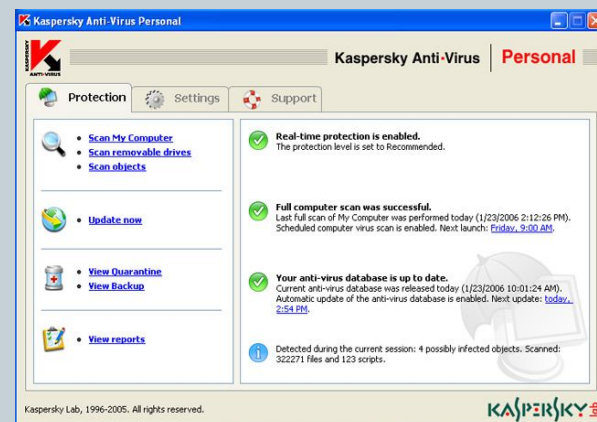 Kaspersky Anti-Virus Personal
ANTI-VIRUS
Kaspersky Anti-Virus Personal
Protection Settings Support
Scan My Computer
Scan removable drives
Scan objects
Update now
View Quarantine
View Backup
View reports
Real-time protection is enabled.
The protection level is set to Recommended.
Full computer scan was successful.
Last full scan of My Computer was performed today (1/23/2006 2:12:26 PM).
Scheduled computer virus scan is enabled. Next launch: Friday, 9:00 AM.
Your anti-virus database is up to date.
Current anti-virus database was released today (1/23/2006 10:01:24 AM).
Automatic update of the anti-virus database is enabled. Next update: today,
2:54 PM.
Detected during the current session: 4 possibly infected objects. Scanned:
322271 files and 123 scripts.
Kaspersky Lab, 1996-2005. All rights reserved.
KASPERSKY